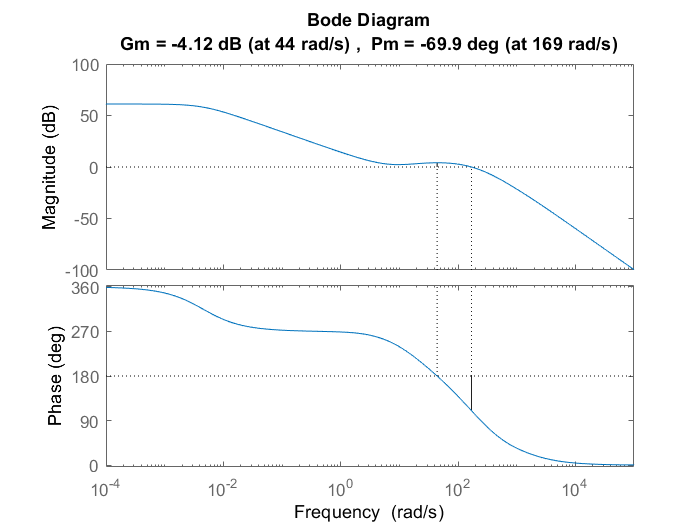 Bode Diagram
Gm = -4.12 dB (at 44 rad/s) ,  Pm = -69.9 deg (at 169 rad/s)
Magnitude (dB)
100
50
0
-50
-100
Phase (deg)
360
270
180
90
0
10^-4 10^-2 10^0 10^2 10^4
Frequency  (rad/s)